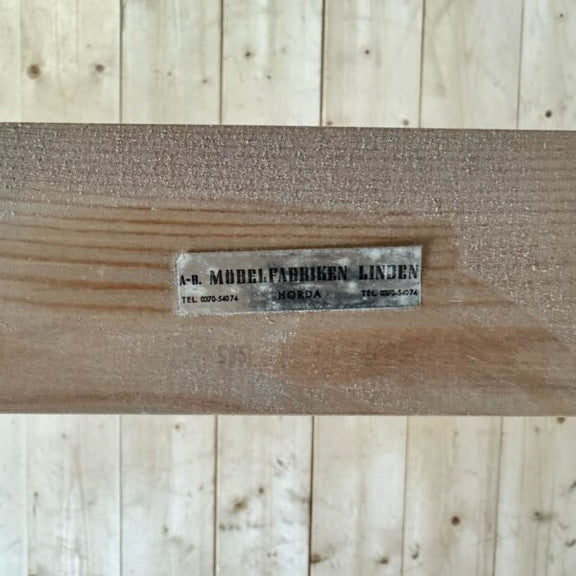 A-B. MÖBELFABRIKEN LINDEN
TEL. 0370-54074 HORDA TEL. 0370-54074